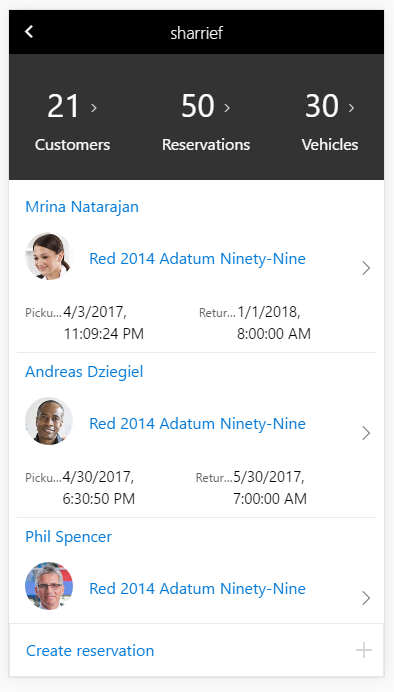 sharrief
21 50 30
Customers Reservations Vehicles
Mrina Natarajan
Red 2014 Adatum Ninety-Nine
Picku... 4/3/2017, Retur... 1/1/2018,
11:09:24 PM 8:00:00 AM
Andreas Dziegiel
Red 2014 Adatum Ninety-Nine
Picku... 4/30/2017, Retur... 5/30/2017,
6:30:50 PM 7:00:00 AM
Phil Spencer
Red 2014 Adatum Ninety-Nine
Create reservation